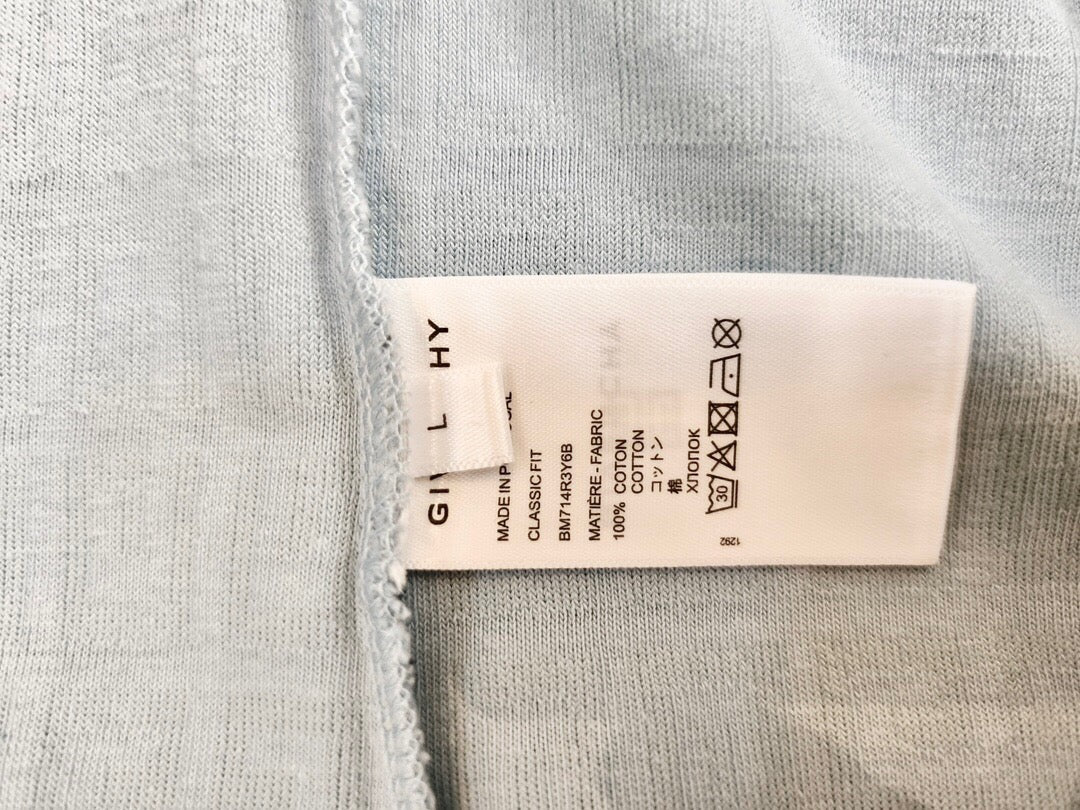 GIV L HY
MADE IN P
CLASSIC FIT
BM714R3Y6B
MATIÈRE - FABRIC
100% COTON
COTTON
コットン
棉
ХЛОПОК
30
1292